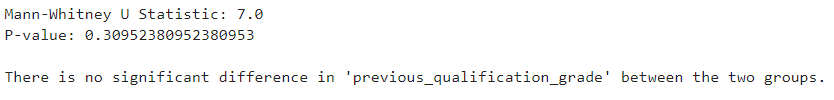 Mann-Whitney U Statistic: 7.0
P-value: 0.30952380952380953
There is no significant difference in 'previous_qualification_grade' between the two groups.